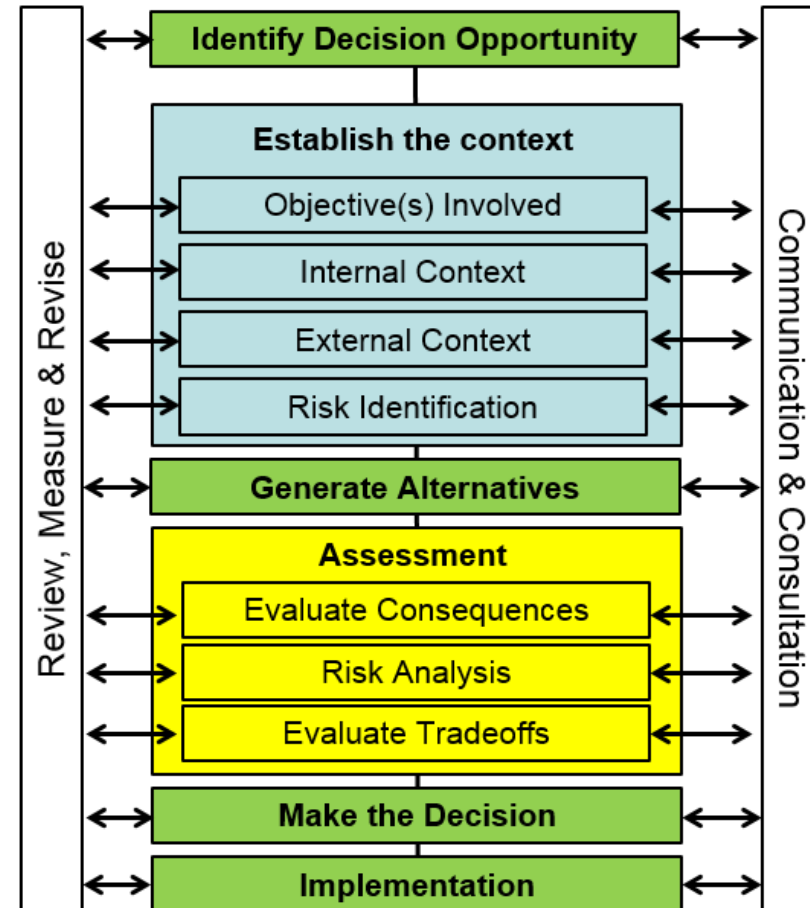 Identify Decision Opportunity
Establish the context
Objective(s) Involved
Internal Context
External Context
Risk Identification
Generate Alternatives
Assessment
Evaluate Consequences
Risk Analysis
Evaluate Tradeoffs
Make the Decision
Implementation
Review, Measure & Revise
Communication & Consultation